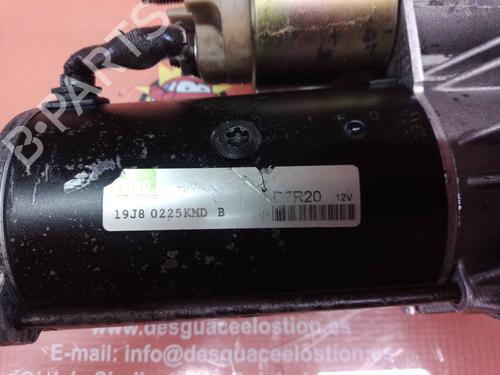 B-PARTS
D7R20 12V
19J8 0225KMD B
www.desguaceelostion.es
E-mail: info@desguaceelostion.es